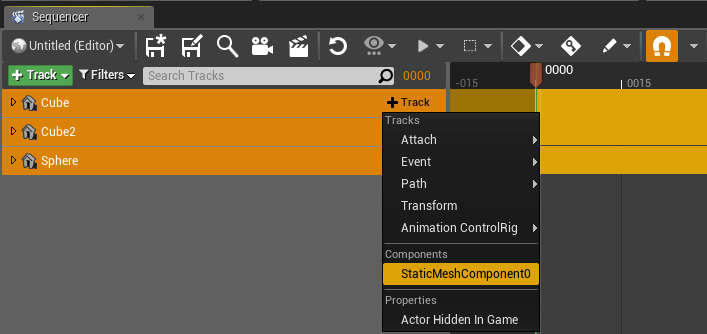 Sequencer
Untitled (Editor)
Track Filters Search Tracks 0000
-015 0000 0015
Cube Track
Cube2
Sphere
Tracks
Attach
Event
Path
Transform
Animation ControlRig
Components
StaticMeshComponent0
Properties
Actor Hidden In Game